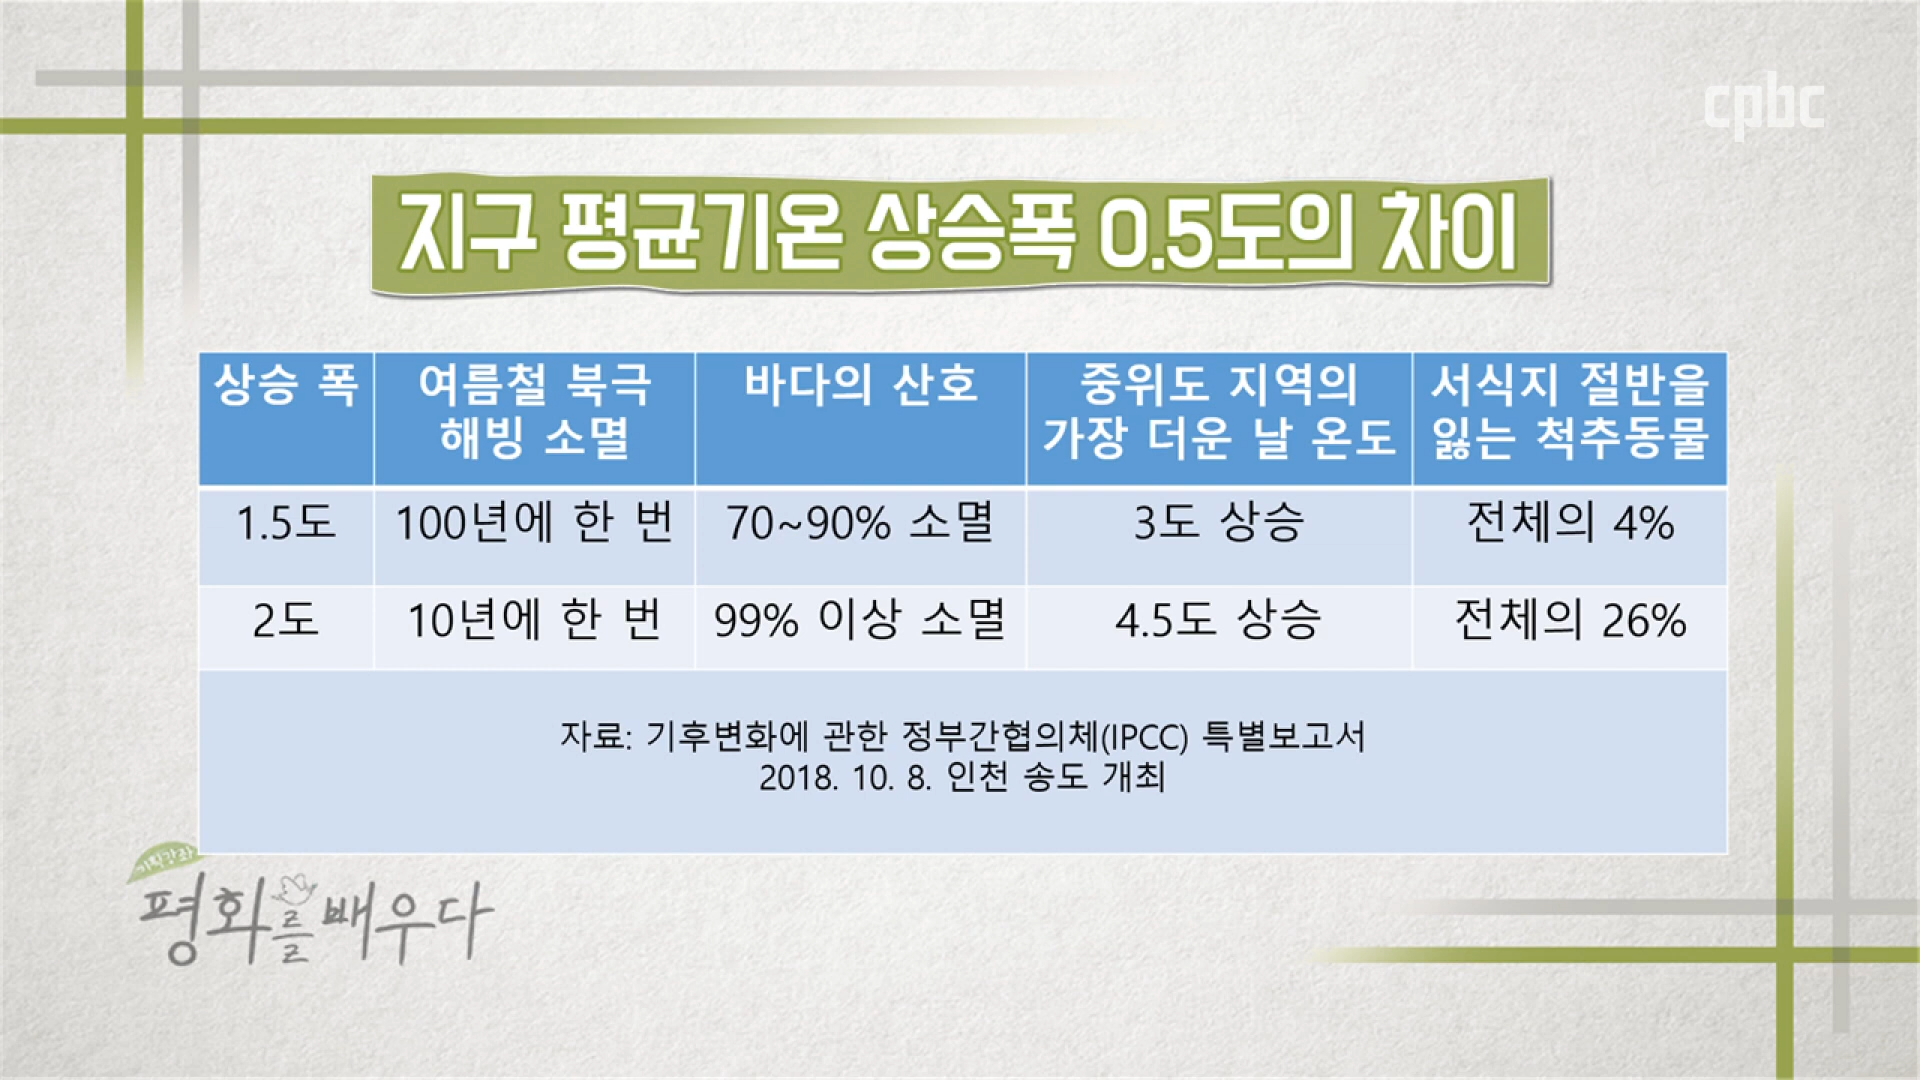 cpbc
지구 평균기온 상승폭 0.5도의 차이
상승 폭
여름철 북극
해빙 소멸
바다의 산호
중위도 지역의
가장 더운 날 온도
서식지 절반을
잃는 척추동물
1.5도
100년에 한 번
70~90% 소멸
3도 상승
전체의 4%
2도
10년에 한 번
99% 이상 소멸
4.5도 상승
전체의 26%
자료: 기후변화에 관한 정부간협의체(IPCC) 특별보고서
2018. 10. 8. 인천 송도 개최
기획강좌
평화를 배우다